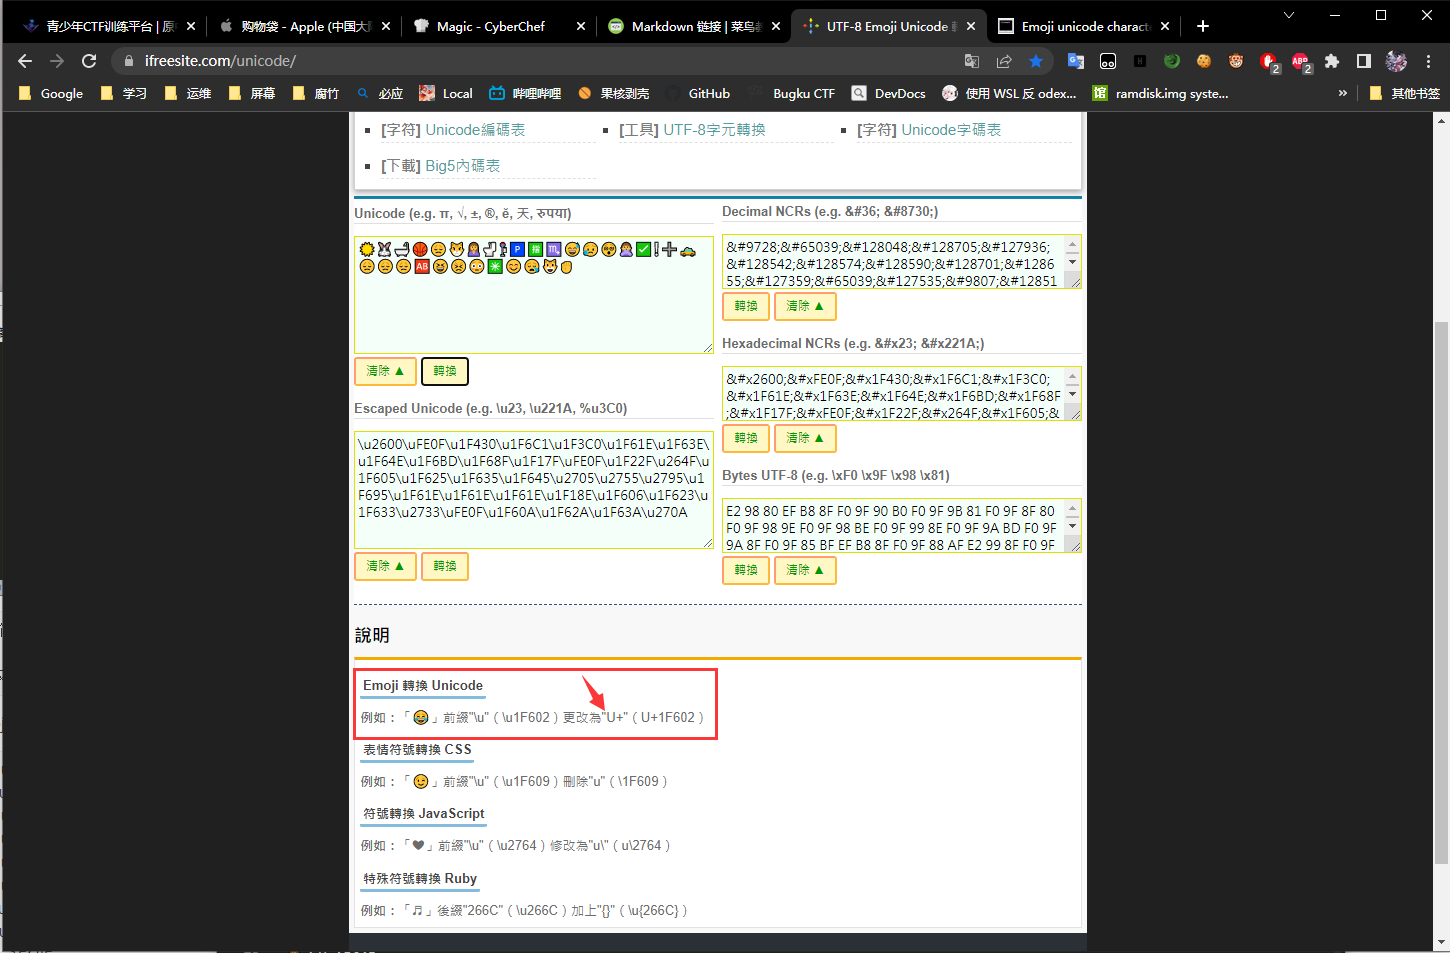 青少年CTF训练平台 | 原
购物袋 - Apple (中国大
Magic - CyberChef
Markdown 链接 | 菜鸟
UTF-8 Emoji Unicode
Emoji unicode charact
ifreesite.com/unicode/
Google
学习
运维
屏幕
腐竹
必应
Local
哔哩哔哩
果核剥壳
GitHub
Bugku CTF
DevDocs
使用 WSL 反 odex...
ramdisk.img syste...
»
其他书签
[字符] Unicode編碼表
[工具] UTF-8字元轉換
[字符] Unicode字碼表
[下載] Big5內碼表
Unicode (e.g. π, √, ±, ®, ě, 天, रुपया)
☀️🐰🛁🏀😞😾🙎🚽🚏🅿️🈯♏😅😥😵🙅✅❕➕🚕
😞😞😞🆎😆😣😳✳️😊😪😺✊
清除 ▲
轉換
Escaped Unicode (e.g. \u23, \u221A, %u3C0)
\u2600\uFE0F\u1F430\u1F6C1\u1F3C0\u1F61E\u1F63E\
u1F64E\u1F6BD\u1F68F\u1F17F\uFE0F\u1F22F\u264F\u
1F605\u1F625\u1F635\u1F645\u2705\u2755\u2795\u1
F695\u1F61E\u1F61E\u1F61E\u1F18E\u1F606\u1F623\u
1F633\u2733\uFE0F\u1F60A\u1F62A\u1F63A\u270A
清除 ▲
轉換
Decimal NCRs (e.g. &#36; &#8730;)
&#9728;&#65039;&#128048;&#128705;&#127936;
&#128542;&#128574;&#128590;&#128701;&#1286
55;&#127359;&#65039;&#127535;&#9807;&#12851
轉換
清除 ▲
Hexadecimal NCRs (e.g. &#x23; &#x221A;)
&#x2600;&#xFE0F;&#x1F430;&#x1F6C1;&#x1F3C0;
&#x1F61E;&#x1F63E;&#x1F64E;&#x1F6BD;&#x1F68F
;&#x1F17F;&#xFE0F;&#x1F22F;&#x264F;&#x1F605;&
轉換
清除 ▲
Bytes UTF-8 (e.g. \xF0 \x9F \x98 \x81)
E2 98 80 EF B8 8F F0 9F 90 B0 F0 9F 9B 81 F0 9F 8F 80
F0 9F 98 9E F0 9F 98 BE F0 9F 99 8E F0 9F 9A BD F0 9F
9A 8F F0 9F 85 BF EF B8 8F F0 9F 88 AF E2 99 8F F0 9F
轉換
清除 ▲
說明
Emoji 轉換 Unicode
例如：「😂」前綴"\u"（\u1F602）更改為"U+"（U+1F602）
表情符號轉換 CSS
例如：「😉」前綴"\u"（\u1F609）刪除"u"（\1F609）
符號轉換 JavaScript
例如：「❤」前綴"\u"（\u2764）修改為"u\"（u\2764）
特殊符號轉換 Ruby
例如：「♬」後綴"266C"（\u266C）加上"{}"（\u{266C}）